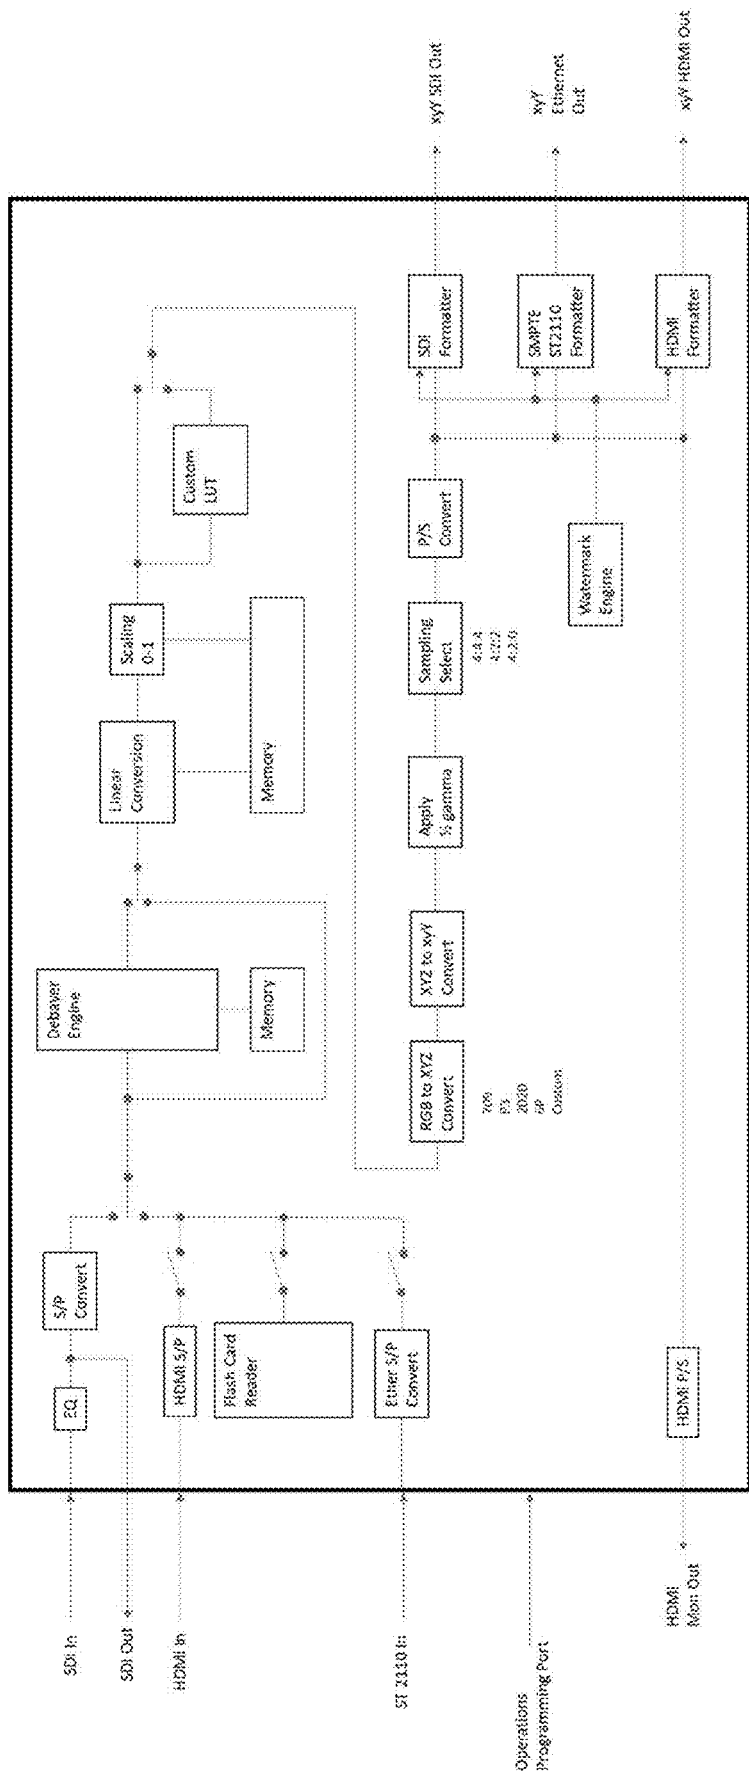 SDI In
SDI Out
HDMI In
ST 2110 In
Operations
Programming Port
HDMI
Mon Out
EQ
S/P
Convert
HDMI S/P
Flash Card
Reader
Ether S/P
Convert
HDMI P/S
Debayer
Engine
Memory
Linear
Conversion
Scaling
0-1
Memory
Custom
LUT
RGB to XYZ
Convert
709
P3
2020
6P
Custom
XYZ to xyY
Convert
Apply
½ gamma
Sampling
Select
4:4:4
4:2:2
4:2:0
P/S
Convert
Watermark
Engine
SDI
Formatter
SMPTE
ST2110
Formatter
HDMI
Formatter
xyY SDI Out
xyY
Ethernet
Out
xyY HDMI Out